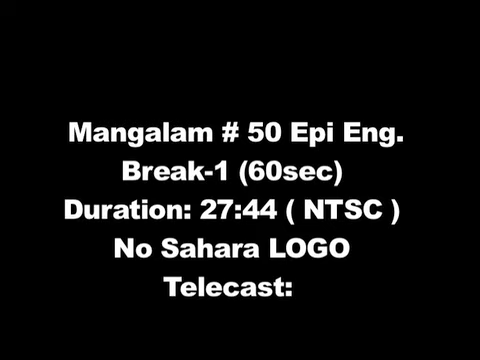 Mangalam # 50 Epi Eng.
Break-1 (60sec)
Duration: 27:44 ( NTSC )
No Sahara LOGO
Telecast: